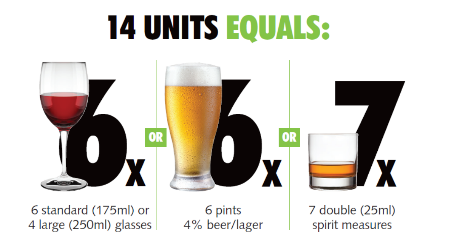 14 UNITS EQUALS:
6x OR 6x OR 7x
6 standard (175ml) or
4 large (250ml) glasses
6 pints
4% beer/lager
7 double (25ml)
spirit measures